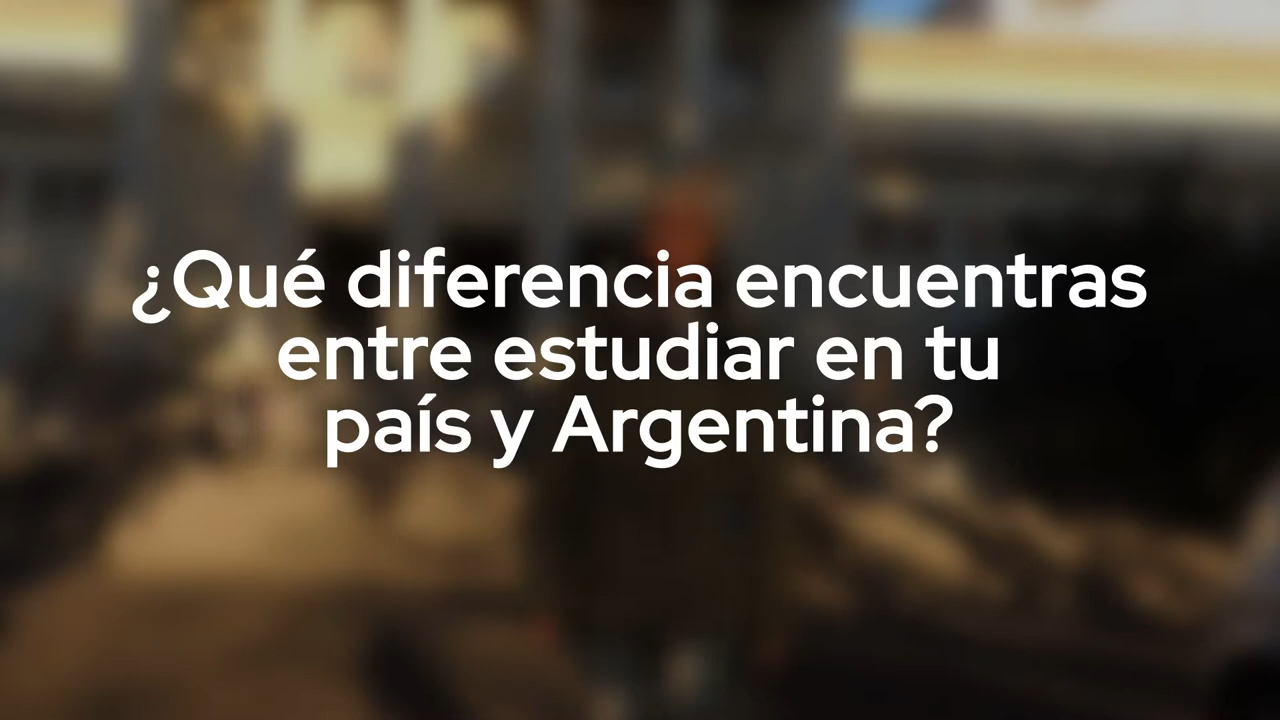 ¿Qué diferencia encuentras
entre estudiar en tu
país y Argentina?